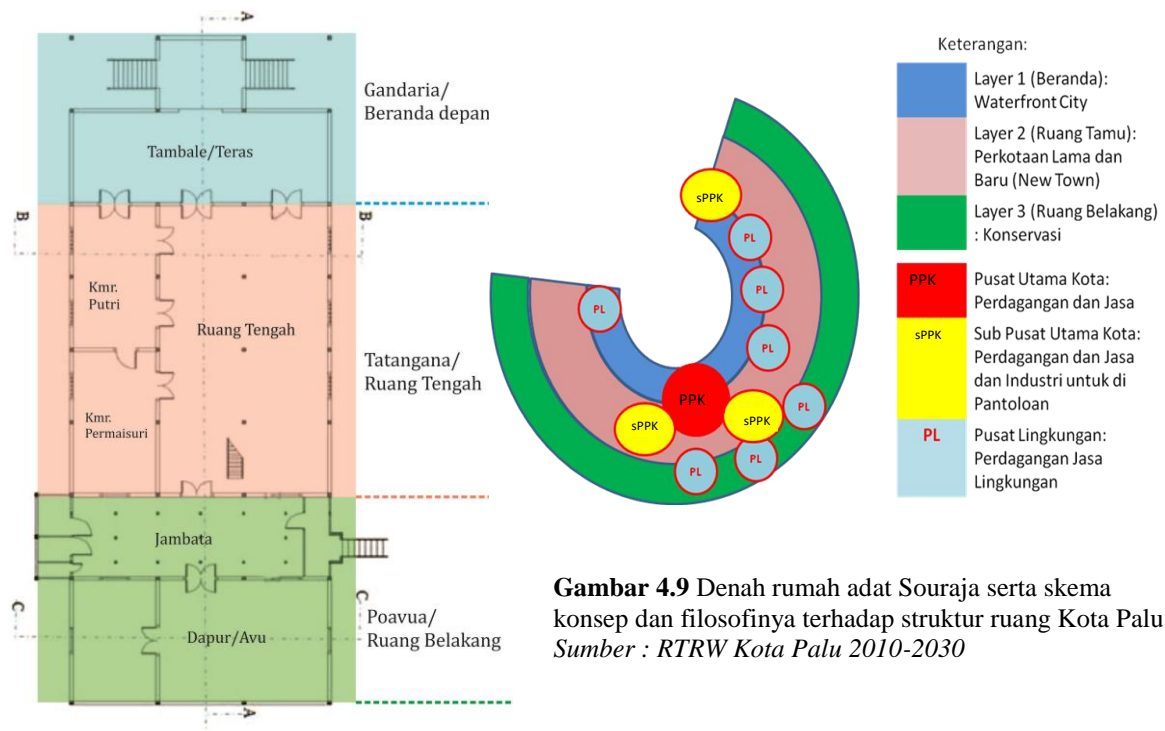 A
Gandaria/
Beranda depan
Tambale/Teras
B
B
Kmr.
Putri
Ruang Tengah
Tatangana/
Ruang Tengah
Kmr.
Permaisuri
Jambata
C
C
Poavua/
Ruang Belakang
Dapur/Avu
A
sPPK
PL
PL
PL
PL
PPK
sPPK
sPPK
PL
PL
PL
Keterangan:
Layer 1 (Beranda):
Waterfront City
Layer 2 (Ruang Tamu):
Perkotaan Lama dan
Baru (New Town)
Layer 3 (Ruang Belakang)
: Konservasi
PPK
Pusat Utama Kota:
Perdagangan dan Jasa
sPPK
Sub Pusat Utama Kota:
Perdagangan dan Jasa
dan Industri untuk di
Pantoloan
PL
Pusat Lingkungan:
Perdagangan Jasa
Lingkungan
Gambar 4.9 Denah rumah adat Souraja serta skema
konsep dan filosofinya terhadap struktur ruang Kota Palu
Sumber : RTRW Kota Palu 2010-2030